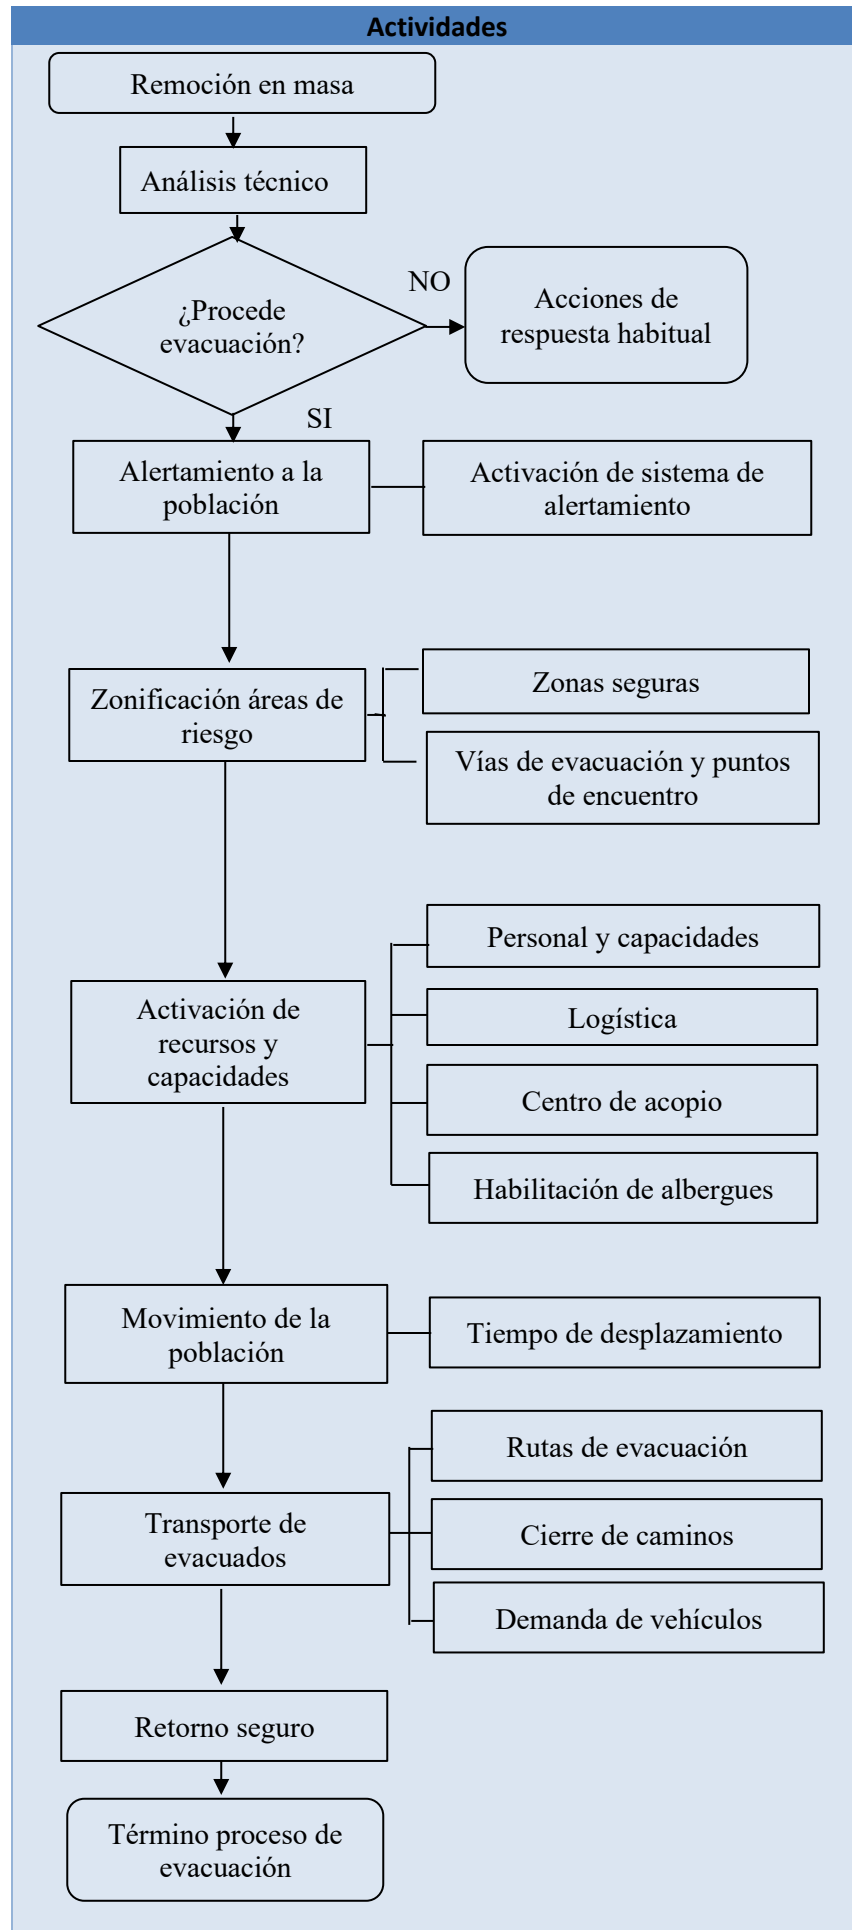 Actividades
Remoción en masa
Análisis técnico
¿Procede
evacuación?
NO
Acciones de
respuesta habitual
SI
Alertamiento a la
población
Activación de sistema de
alertamiento
Zonificación áreas de
riesgo
Zonas seguras
Vías de evacuación y puntos
de encuentro
Activación de
recursos y
capacidades
Personal y capacidades
Logística
Centro de acopio
Habilitación de albergues
Movimiento de la
población
Tiempo de desplazamiento
Transporte de
evacuados
Rutas de evacuación
Cierre de caminos
Demanda de vehículos
Retorno seguro
Término proceso de
evacuación